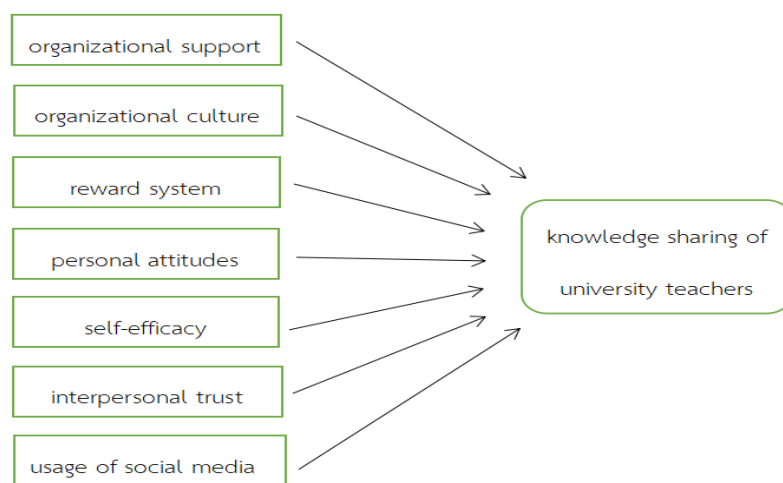 organizational support
organizational culture
reward system
personal attitudes
self-efficacy
interpersonal trust
usage of social media
knowledge sharing of
university teachers